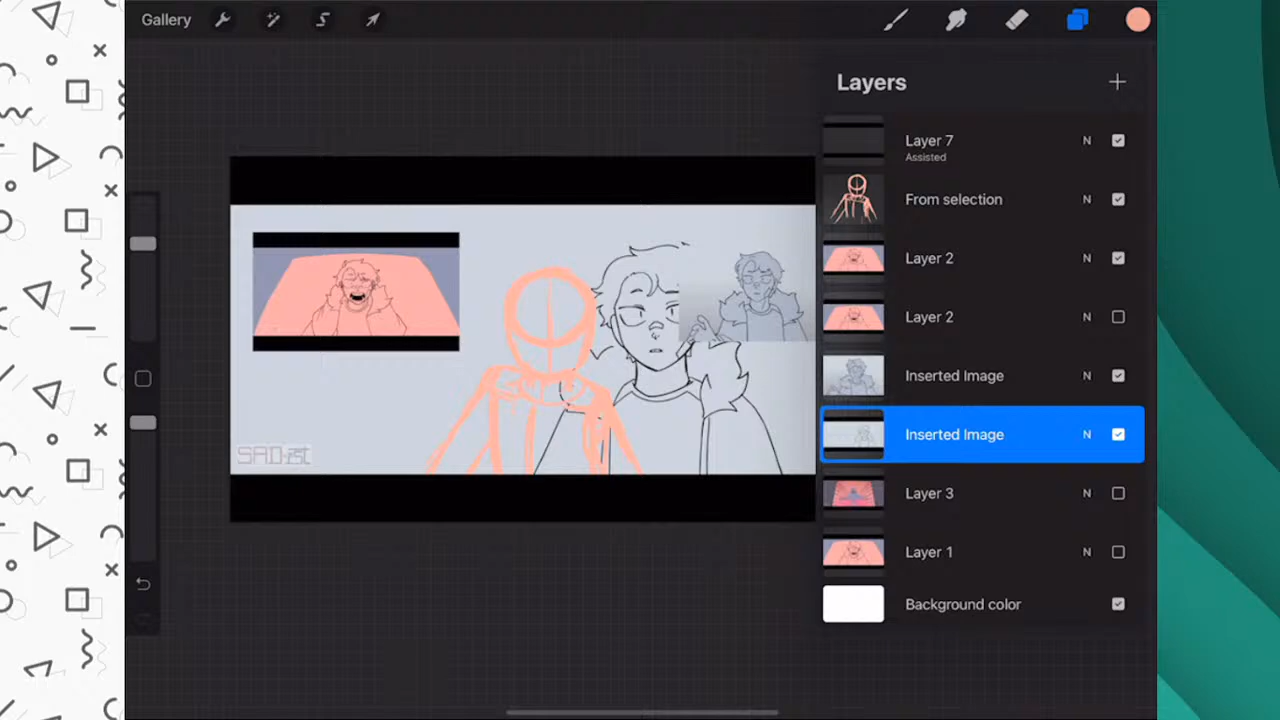 Gallery
Layers
Layer 7 N
Assisted
From selection N
Layer 2 N
Layer 2 N
Inserted Image N
Inserted Image N
Layer 3 N
Layer 1 N
Background color